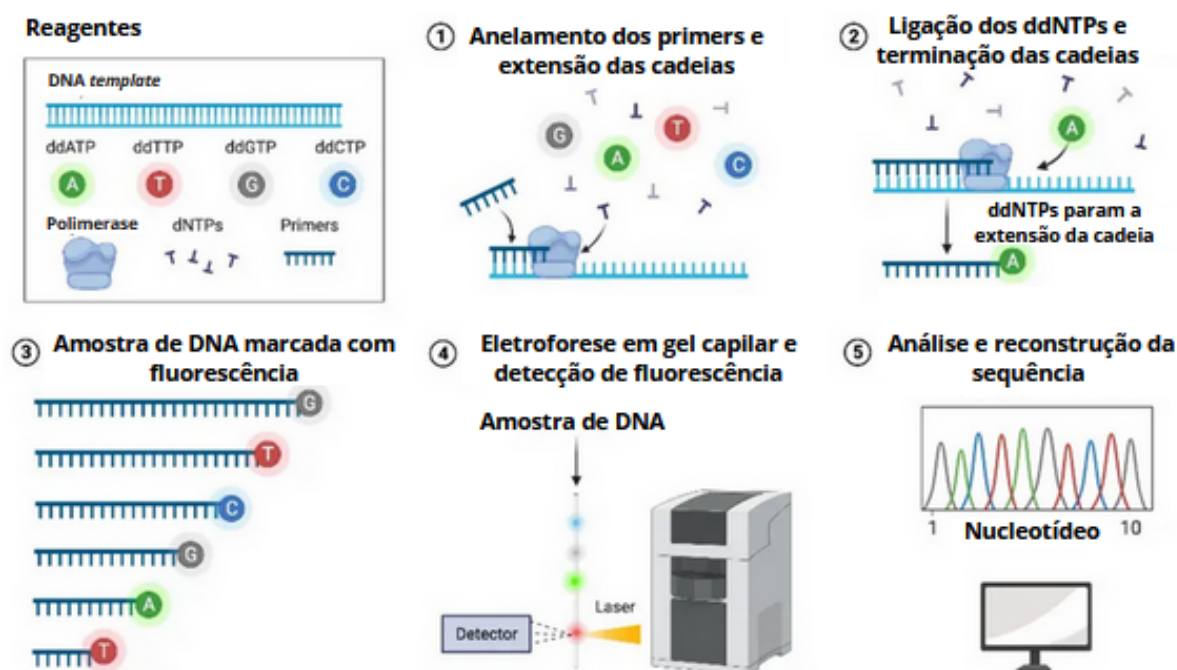 Reagentes
DNA template
ddATP ddTTP ddGTP ddCTP
A T G C
Polimerase dNTPs Primers
1 Anelamento dos primers e
extensão das cadeias
G A T C
2 Ligação dos ddNTPs e
terminação das cadeias
A
ddNTPs param a
extensão da cadeia
A
3 Amostra de DNA marcada com
fluorescência
G
T
C
G
A
T
4 Eletroforese em gel capilar e
detecção de fluorescência
Amostra de DNA
Laser
Detector
5 Análise e reconstrução da
sequência
1 Nucleotídeo 10